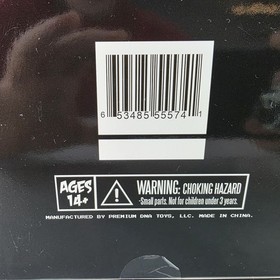 6 53485 55574 1
AGES
14+
WARNING: CHOKING HAZARD
-Small parts. Not for children under 3 years.
MANUFACTURED BY PREMIUM DNA TOYS, LLC. MADE IN CHINA.